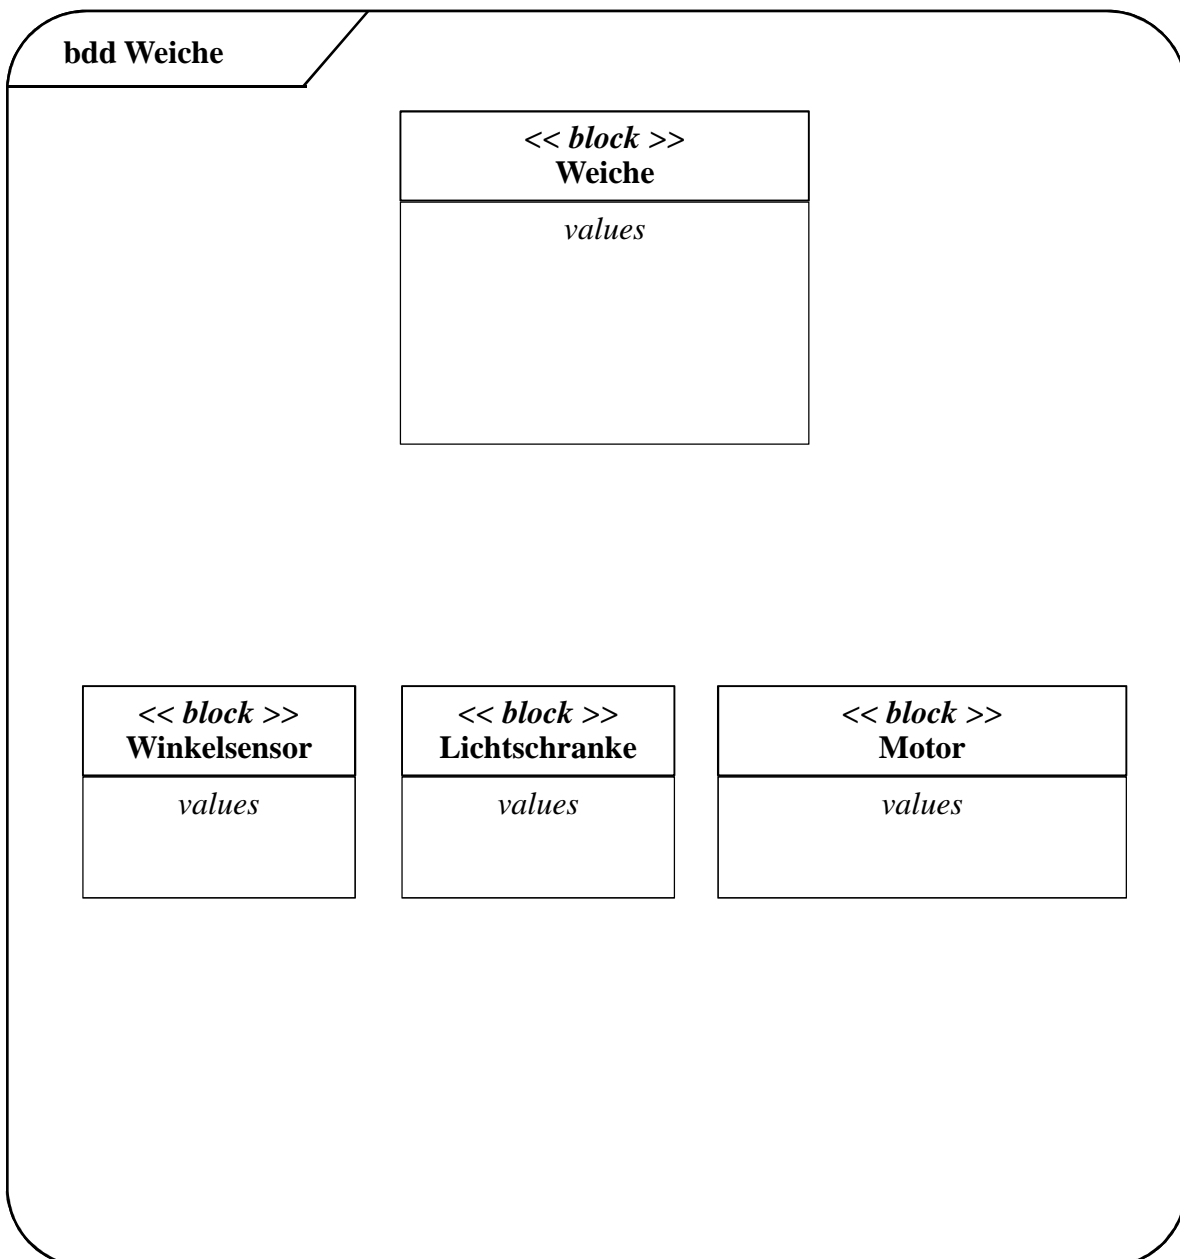 bdd Weiche
<< block >>
Weiche
values
<< block >>
Winkelsensor
values
<< block >>
Lichtschranke
values
<< block >>
Motor
values